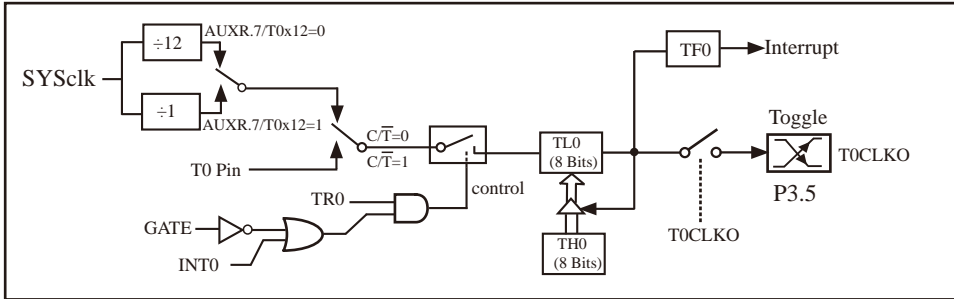 AUXR.7/T0x12=0
÷12
SYSclk
÷1
AUXR.7/T0x12=1
T0 Pin
C/T̅=0
C/T̅=1
TR0
GATE
INT0
control
TL0
(8 Bits)
TH0
(8 Bits)
TF0
Interrupt
Toggle
T0CLKO
P3.5
T0CLKO